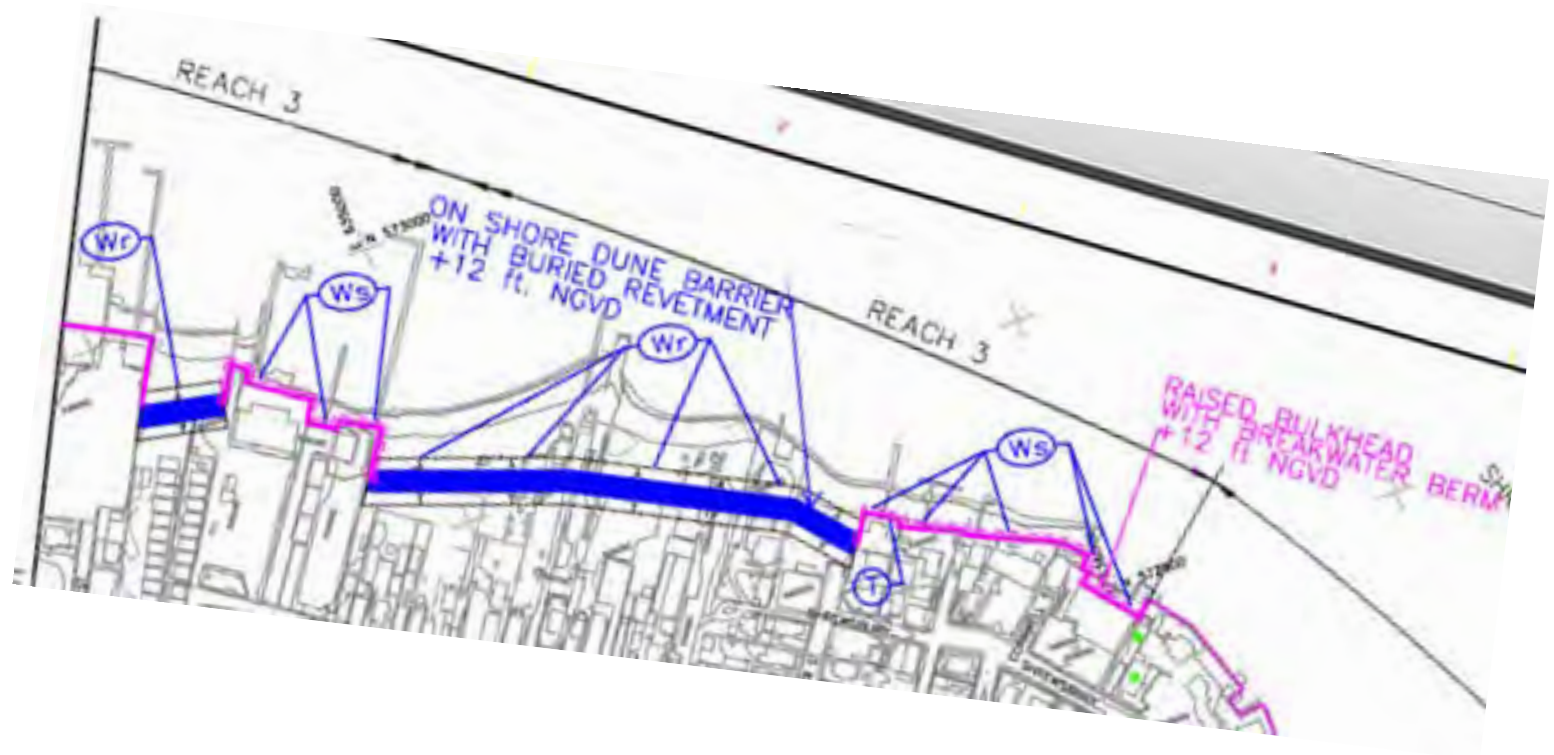 REACH 3
Wr
Ws
N 573000
ON SHORE DUNE BARRIER
WITH BURIED REVETMENT
+12 ft. NGVD
Wr
REACH 3
Ws
T
RAISED BULKHEAD
WITH BREAKWATER BERM
+12 ft NGVD